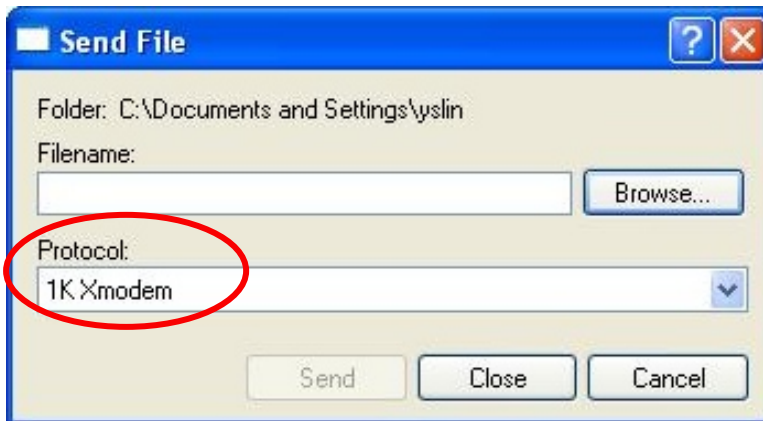 Send File
?
Folder: C:\Documents and Settings\yslin
Filename:
Browse...
Protocol:
1K Xmodem
Send Close Cancel